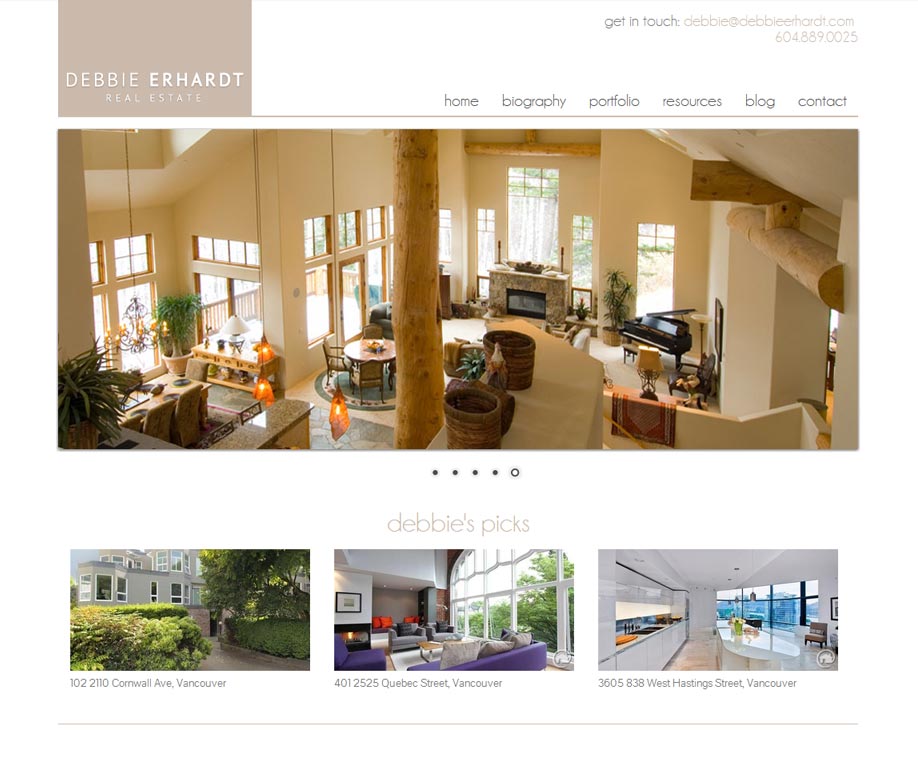 DEBBIE ERHARDT
REAL ESTATE
get in touch: debbie@debbieerhardt.com
604.889.0025
home biography portfolio resources blog contact
debbie's picks
102 2110 Cornwall Ave, Vancouver
401 2525 Quebec Street, Vancouver
3605 838 West Hastings Street, Vancouver